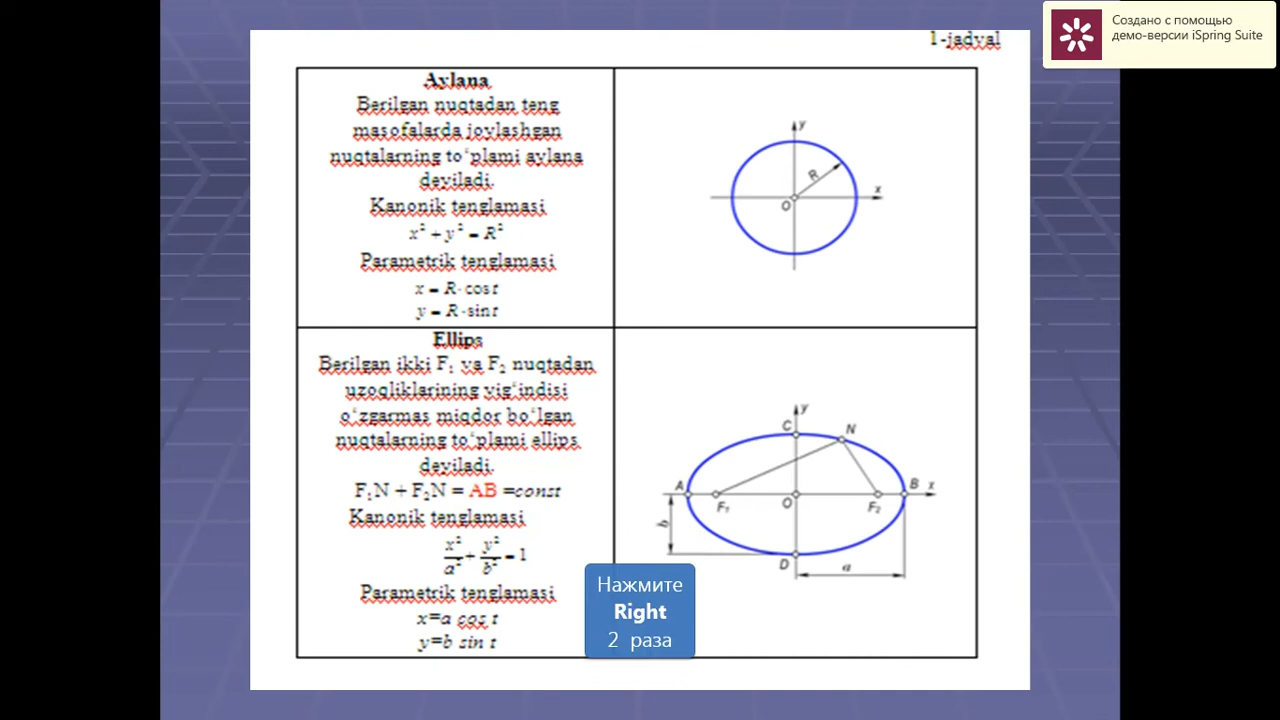 Создано с помощью
демо-версии iSpring Suite
1-jadval
Aylana
Berilgan nuqtadan teng
masofalarda joylashgan
nuqtalarning to‘plami aylana
deyiladi.
Kanonik tenglamasi
x² + y² = R²
Parametrik tenglamasi
x = R · cos t
y = R · sin t
y
R
x
O
Ellips
Berilgan ikki F₁ va F₂ nuqtadan
uzoqliklarining yig‘indisi
o‘zgarmas miqdor bo‘lgan
nuqtalarning to‘plami ellips
deyiladi.
F₁N + F₂N = AB =const
Kanonik tenglamasi
x²/a² + y²/b² = 1
Parametrik tenglamasi
x=a cos t
y=b sin t
y
C N
A B x
F₁ O F₂
b
D a
Нажмите
Right
2 раза